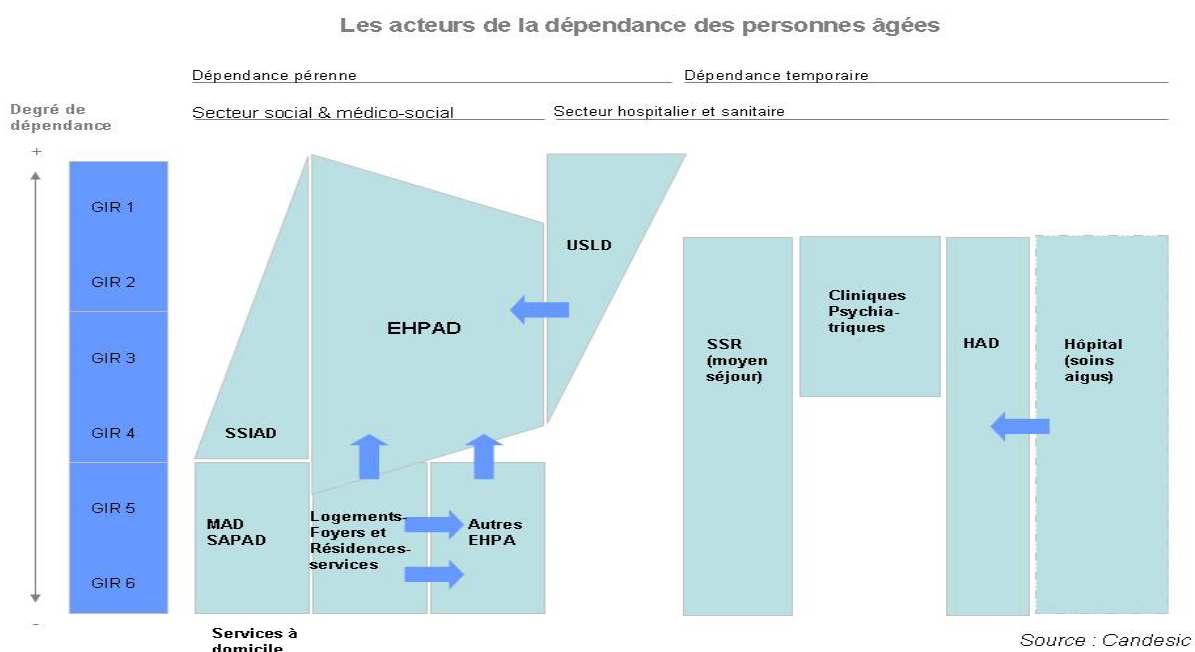 Les acteurs de la dépendance des personnes âgées
Dépendance pérenne
Dépendance temporaire
Degré de
dépendance
Secteur social & médico-social
Secteur hospitalier et sanitaire
+
GIR 1
GIR 2
GIR 3
GIR 4
GIR 5
GIR 6
-
SSIAD
EHPAD
USLD
SSR
(moyen
séjour)
Cliniques
Psychia-
triques
HAD
Hôpital
(soins
aigus)
MAD
SAPAD
Logements-
Foyers et
Résidences-
services
Autres
EHPA
Services à
domicile
Source : Candesic